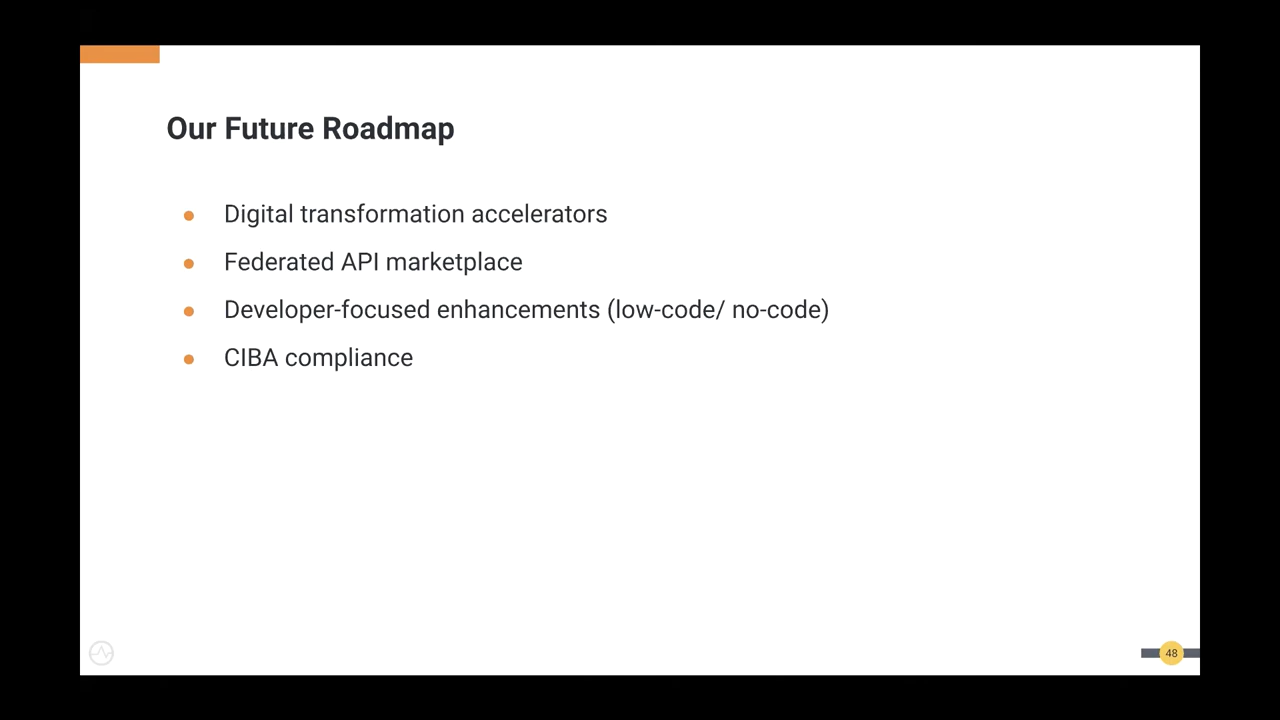 Our Future Roadmap
Digital transformation accelerators
Federated API marketplace
Developer-focused enhancements (low-code/ no-code)
CIBA compliance
48